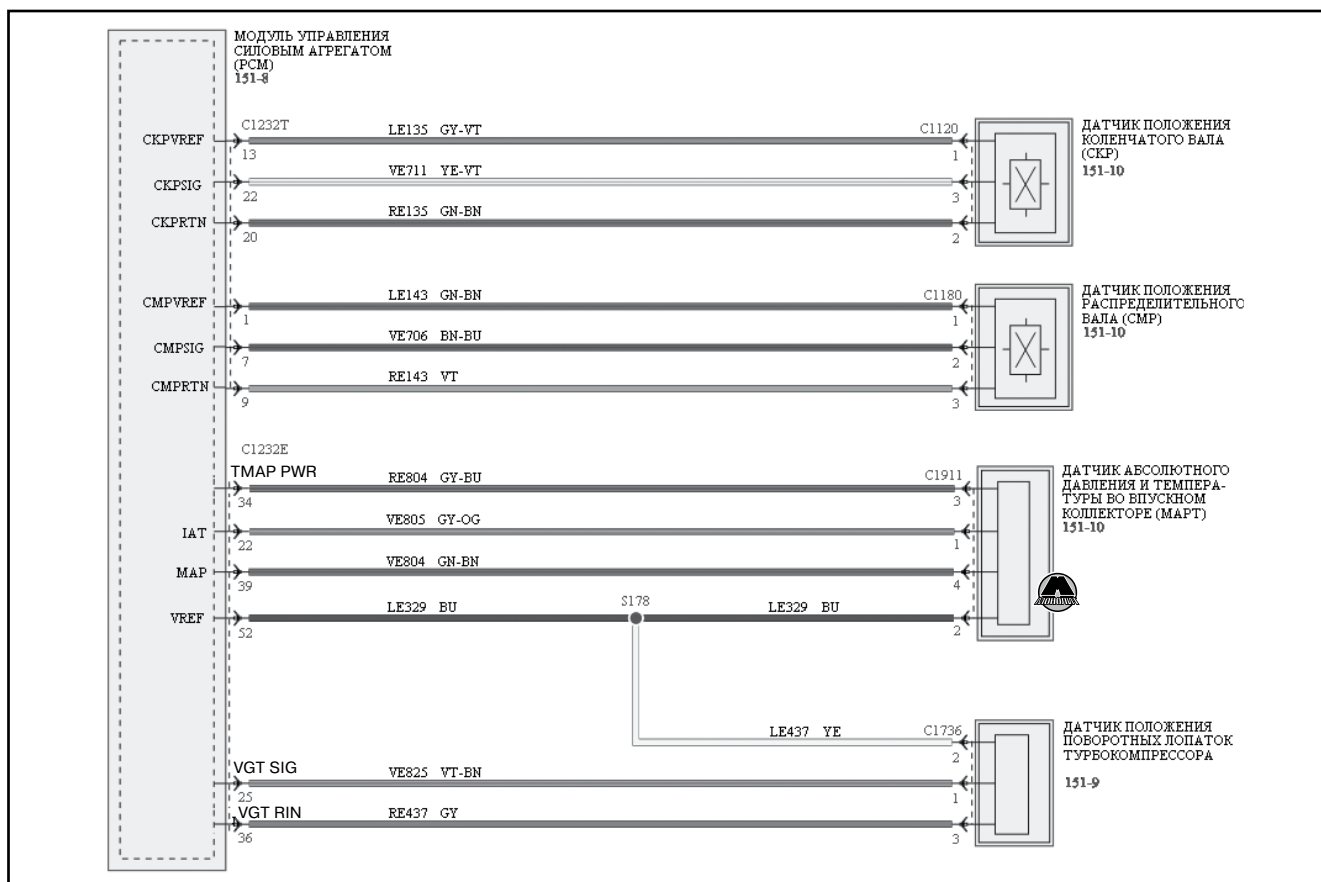 МОДУЛЬ УПРАВЛЕНИЯ
СИЛОВЫМ АГРЕГАТОМ
(PCM)
151-8
CKPVREF
C1232T
13
LE135 GY-VT
C1120
1
ДАТЧИК ПОЛОЖЕНИЯ
КОЛЕНЧАТОГО ВАЛА
(CKP)
151-10
CKPSIG
22
VE711 YE-VT
3
CKPRTN
20
RE135 GN-BN
2
CMPVREF
1
LE143 GN-BN
C1180
1
ДАТЧИК ПОЛОЖЕНИЯ
РАСПРЕДЕЛИТЕЛЬНОГО
ВАЛА (CMP)
151-10
CMPSIG
7
VE706 BN-BU
2
CMPRTN
9
RE143 VT
3
C1232E
TMAP PWR
34
RE804 GY-BU
C1911
3
ДАТЧИК АБСОЛЮТНОГО
ДАВЛЕНИЯ И ТЕМПЕРА-
ТУРЫ ВО ВПУСКНОМ
КОЛЛЕКТОРЕ (MAPT)
151-10
IAT
22
VE805 GY-OG
1
MAP
39
VE804 GN-BN
4
VREF
52
LE329 BU
S178
LE329 BU
2
LE437 YE
C1736
2
ДАТЧИК ПОЛОЖЕНИЯ
ПОВОРОТНЫХ ЛОПАТОК
ТУРБОКОМПРЕССОРА
151-9
VGT SIG
25
VE825 VT-BN
1
VGT RIN
36
RE437 GY
3